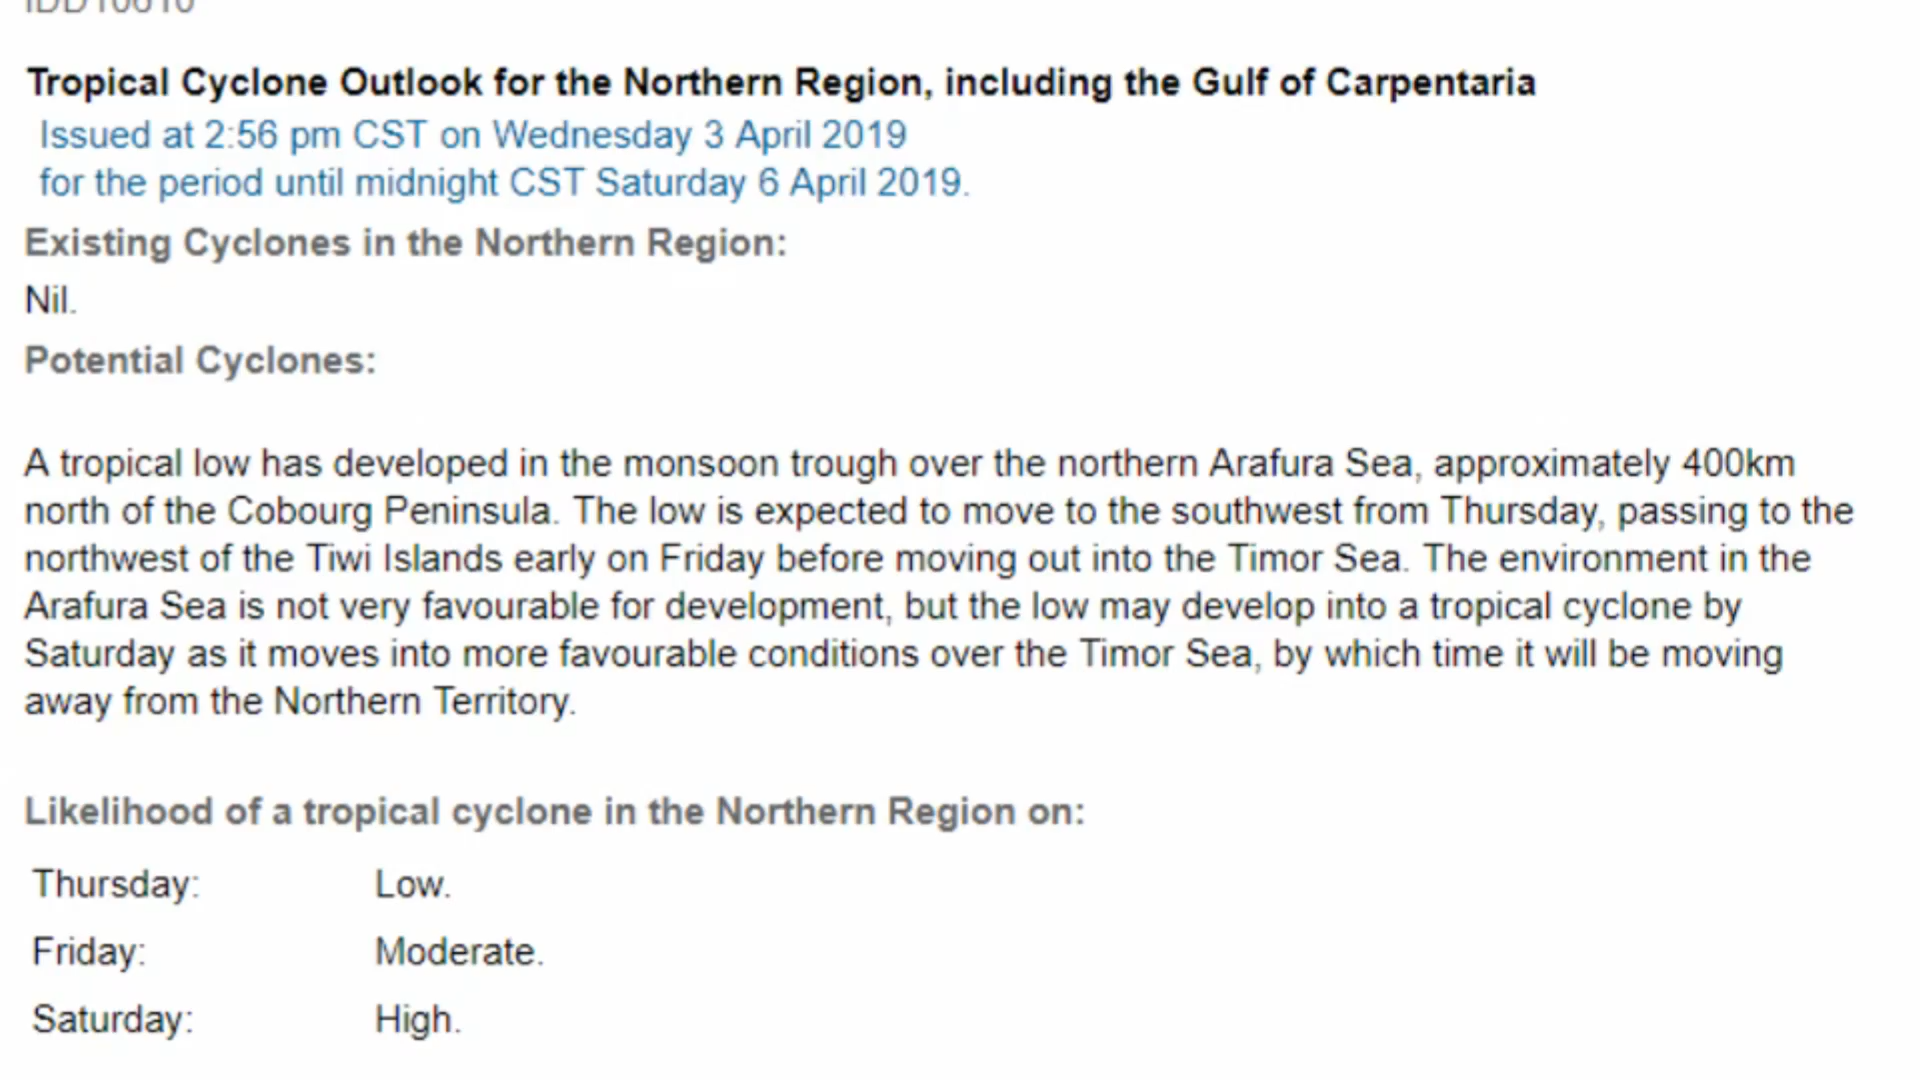 IDD10610
Tropical Cyclone Outlook for the Northern Region, including the Gulf of Carpentaria
Issued at 2:56 pm CST on Wednesday 3 April 2019
for the period until midnight CST Saturday 6 April 2019.
Existing Cyclones in the Northern Region:
Nil.
Potential Cyclones:
A tropical low has developed in the monsoon trough over the northern Arafura Sea, approximately 400km
north of the Cobourg Peninsula. The low is expected to move to the southwest from Thursday, passing to the
northwest of the Tiwi Islands early on Friday before moving out into the Timor Sea. The environment in the
Arafura Sea is not very favourable for development, but the low may develop into a tropical cyclone by
Saturday as it moves into more favourable conditions over the Timor Sea, by which time it will be moving
away from the Northern Territory.
Likelihood of a tropical cyclone in the Northern Region on:
Thursday: Low.
Friday: Moderate.
Saturday: High.